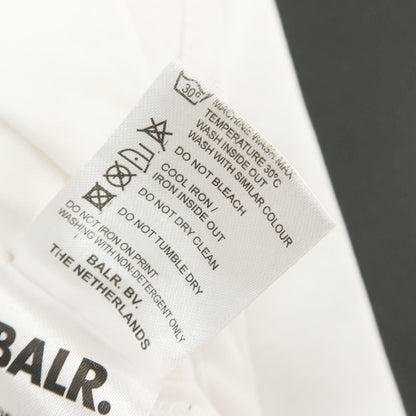 30°
MACHINE WASH MAX
TEMPERATURE 30°C
WASH INSIDE OUT
WASH WITH SIMILAR COLOUR
DO NOT BLEACH
COOL IRON /
IRON INSIDE OUT
DO NOT DRY CLEAN
DO NOT TUMBLE DRY
DO NOT IRON ON PRINT
WASHING WITH NON-DETERGENT ONLY
BALR. BV.
THE NETHERLANDS
BALR.